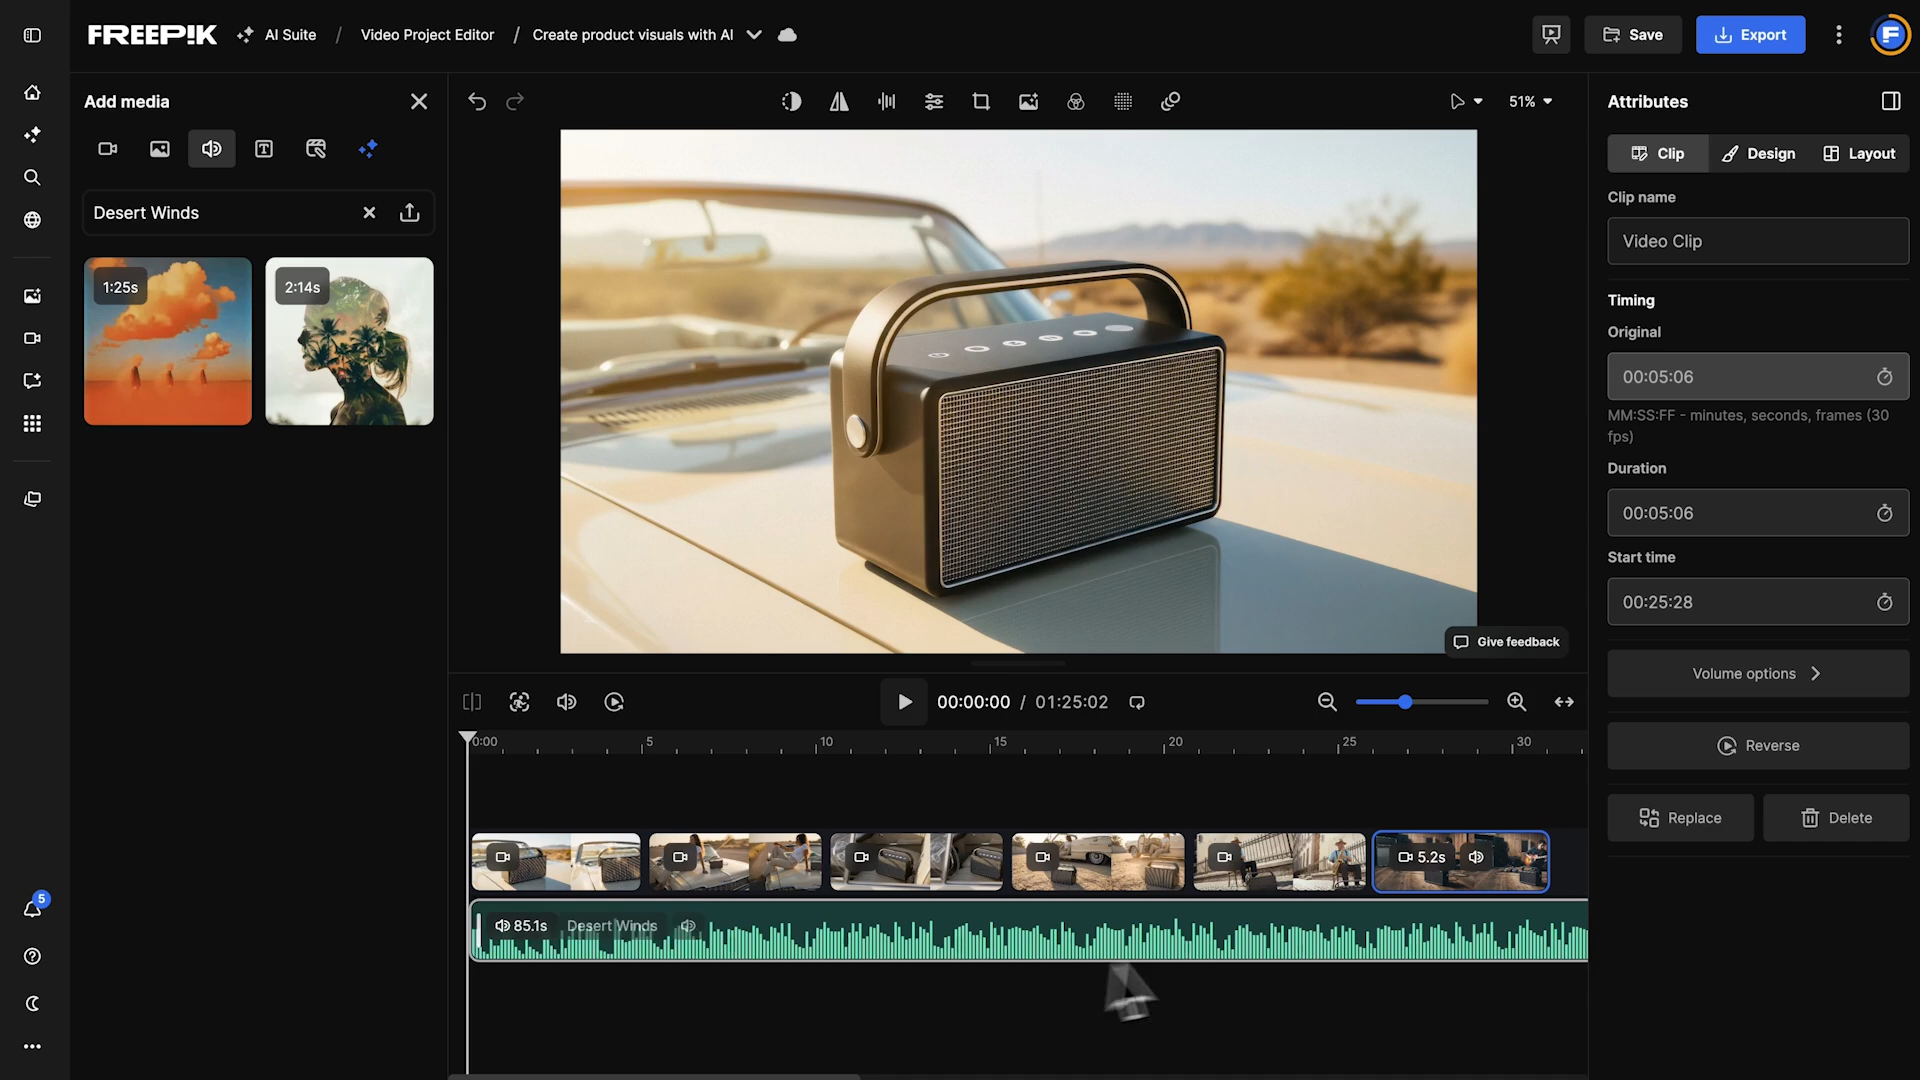 FREEPIK
AI Suite / Video Project Editor / Create product visuals with AI
Save
Export
Add media
51%
Attributes
Clip
Design
Layout
Desert Winds
Clip name
Video Clip
1:25s
2:14s
Timing
Original
00:05:06
MM:SS:FF - minutes, seconds, frames (30
fps)
Duration
00:05:06
Start time
00:25:28
Give feedback
Volume options
00:00:00 / 01:25:02
Reverse
0:00
5
10
15
20
25
30
Replace
Delete
5.2s
85.1s
Desert Winds
5